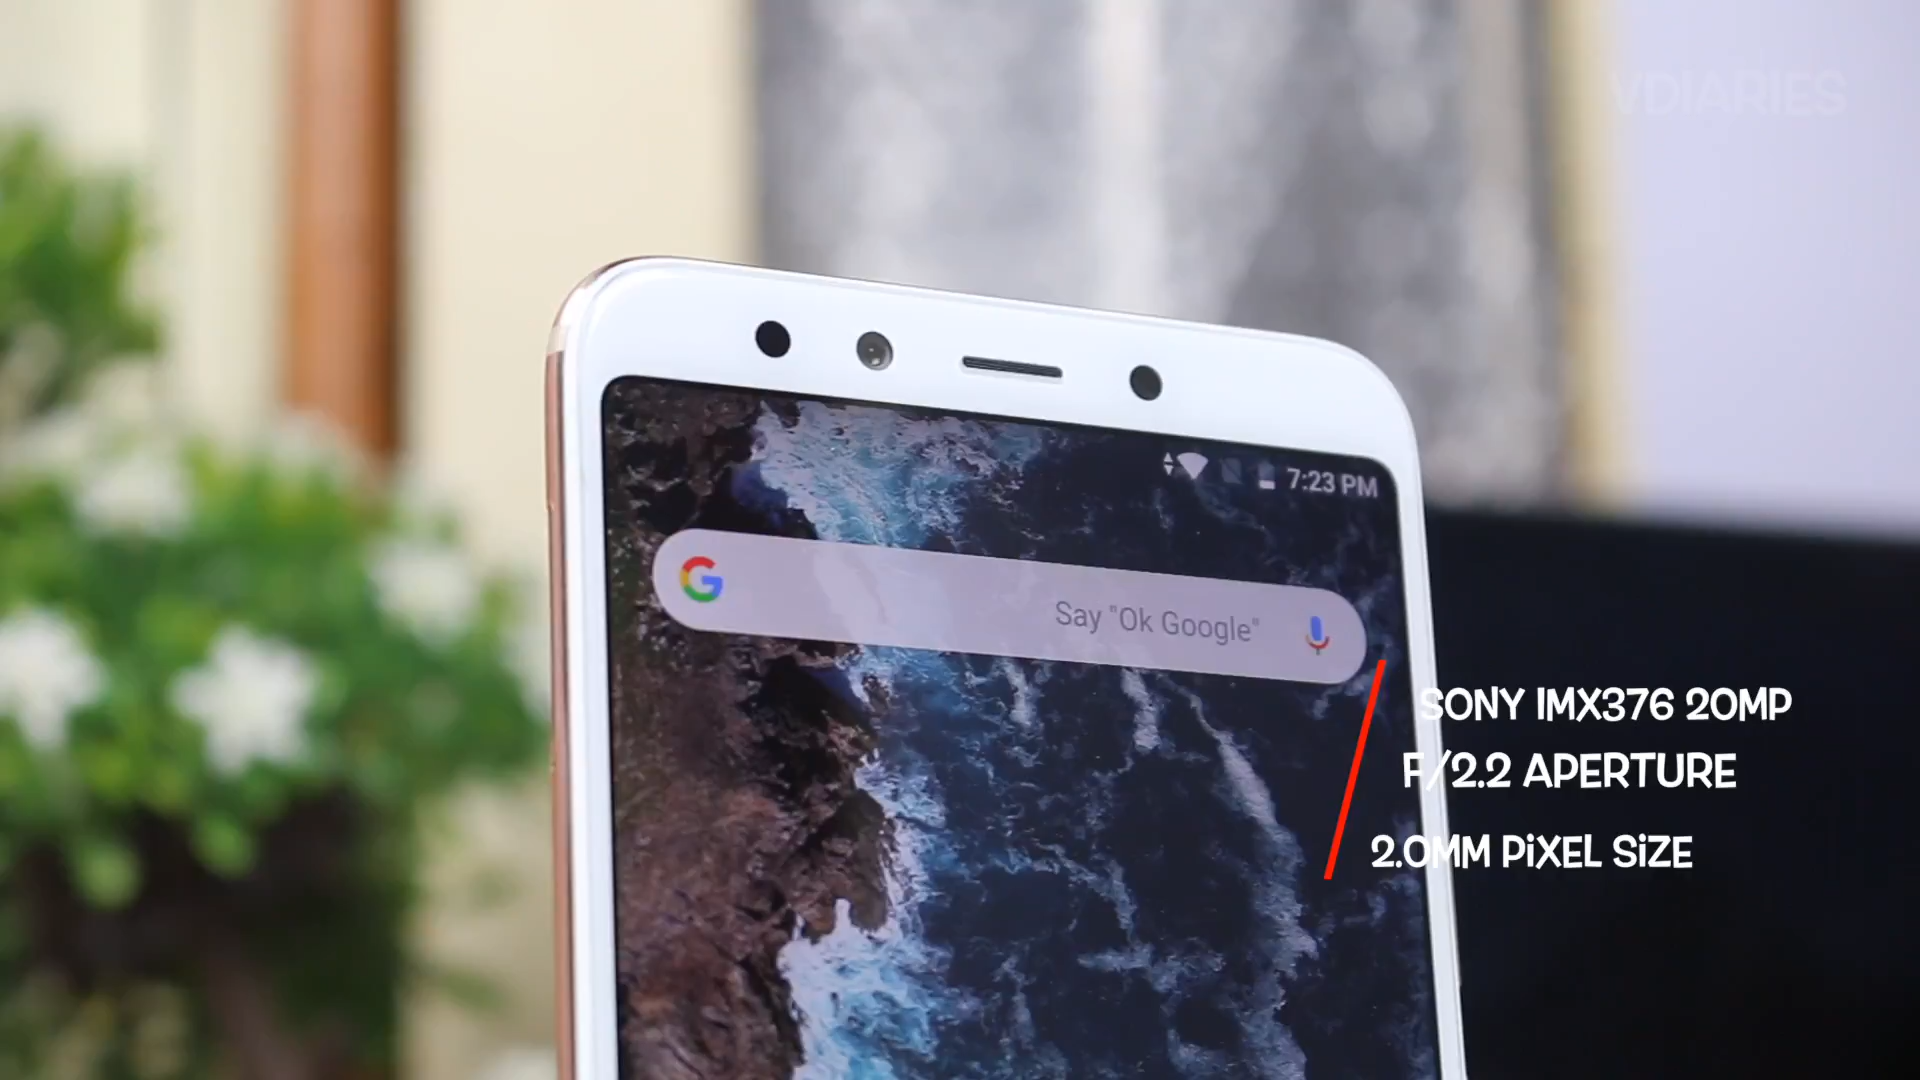 VDIARIES
7:23 PM
G
Say "Ok Google"
SONY IMX376 20MP
F/2.2 APERTURE
2.0MM PiXEL SiZE